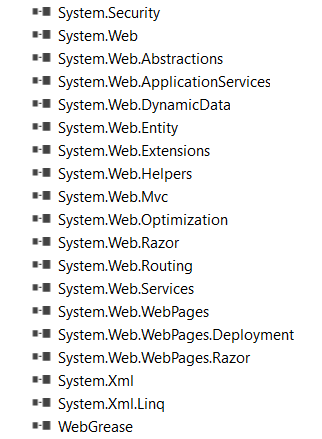 System.Security
System.Web
System.Web.Abstractions
System.Web.ApplicationServices
System.Web.DynamicData
System.Web.Entity
System.Web.Extensions
System.Web.Helpers
System.Web.Mvc
System.Web.Optimization
System.Web.Razor
System.Web.Routing
System.Web.Services
System.Web.WebPages
System.Web.WebPages.Deployment
System.Web.WebPages.Razor
System.Xml
System.Xml.Linq
WebGrease